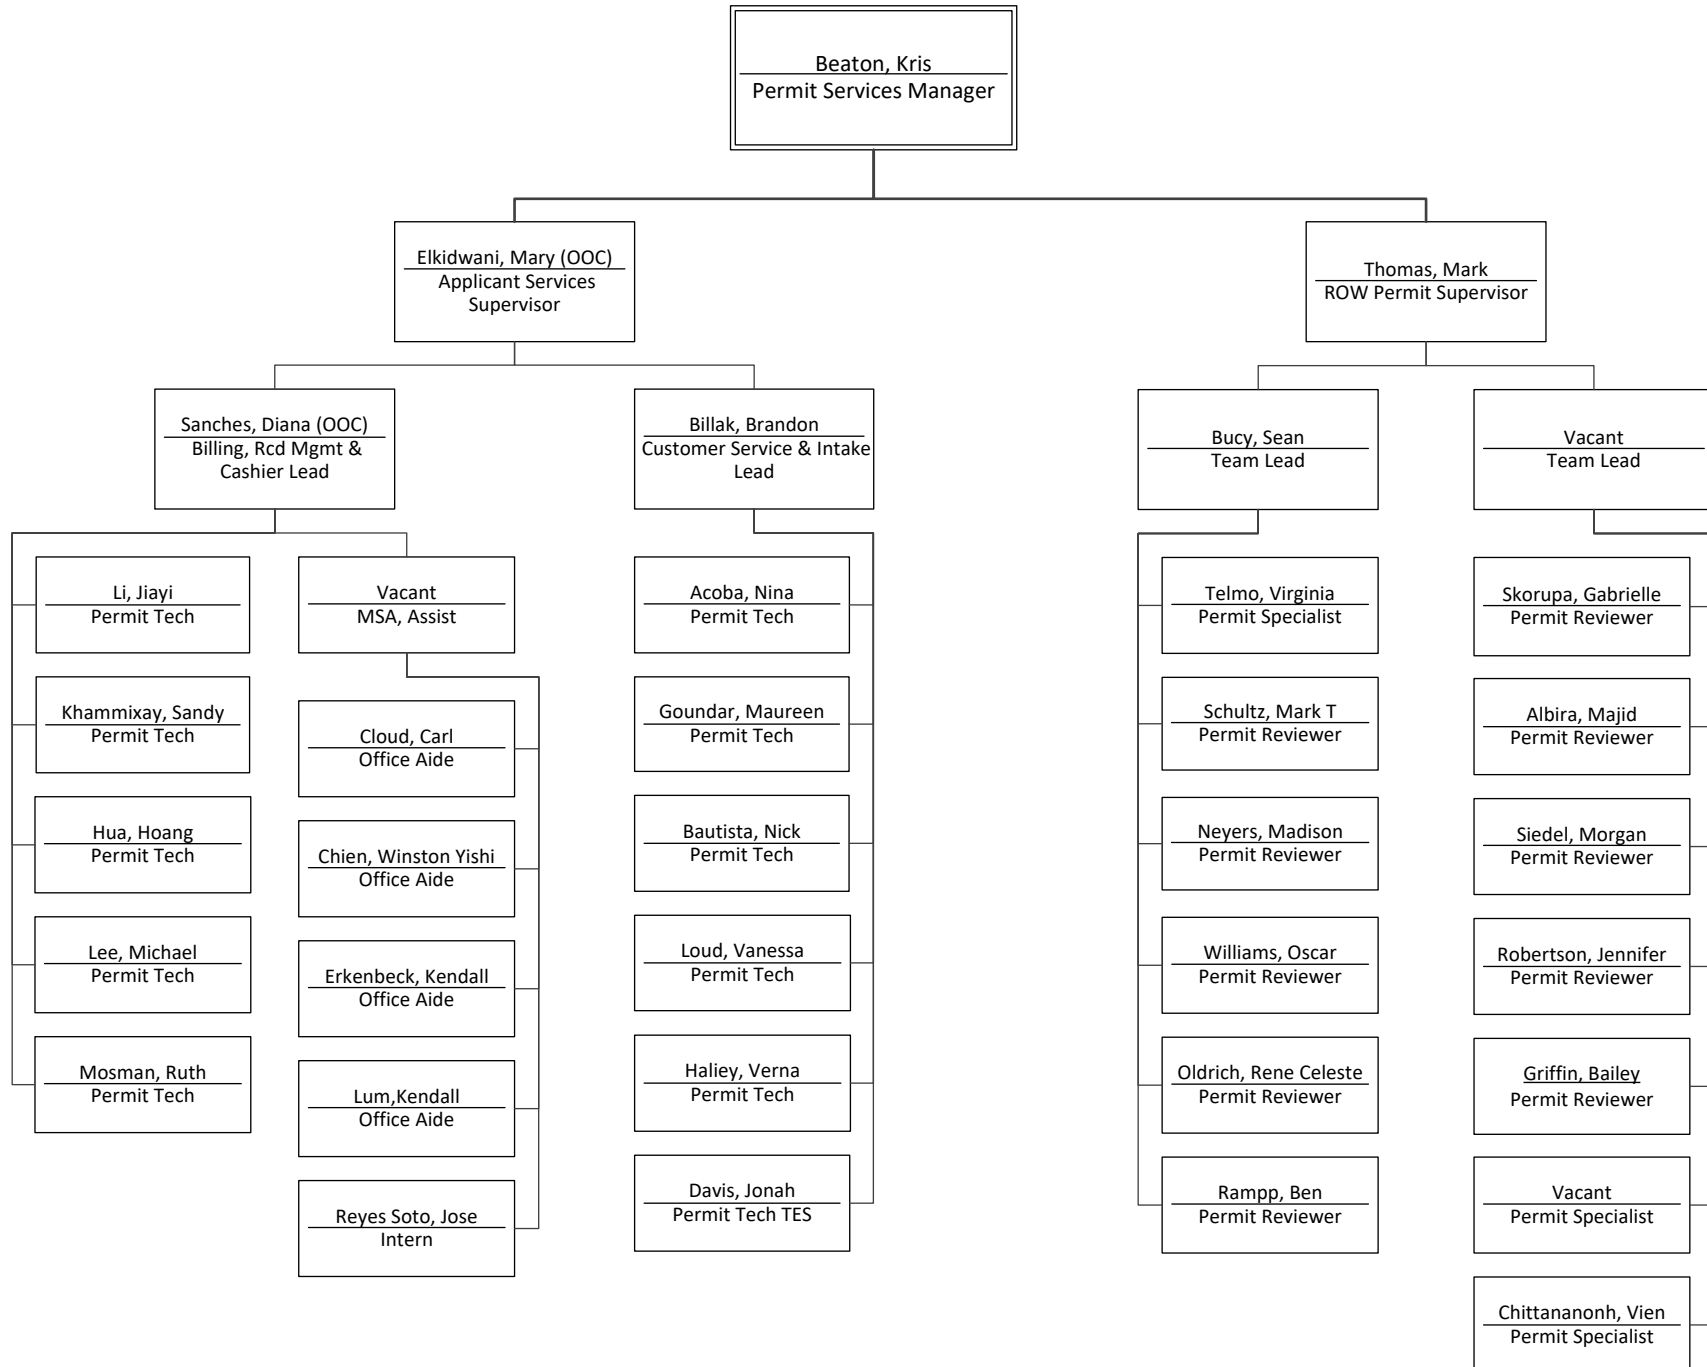 Beaton, Kris
Permit Services Manager
Elkidwani, Mary (OOC)
Applicant Services
Supervisor
Thomas, Mark
ROW Permit Supervisor
Sanches, Diana (OOC)
Billing, Rcd Mgmt &
Cashier Lead
Billak, Brandon
Customer Service & Intake
Lead
Bucy, Sean
Team Lead
Vacant
Team Lead
Li, Jiayi
Permit Tech
Khammixay, Sandy
Permit Tech
Hua, Hoang
Permit Tech
Lee, Michael
Permit Tech
Mosman, Ruth
Permit Tech
Vacant
MSA, Assist
Cloud, Carl
Office Aide
Chien, Winston Yishi
Office Aide
Erkenbeck, Kendall
Office Aide
Lum,Kendall
Office Aide
Reyes Soto, Jose
Intern
Acoba, Nina
Permit Tech
Goundar, Maureen
Permit Tech
Bautista, Nick
Permit Tech
Loud, Vanessa
Permit Tech
Haliey, Verna
Permit Tech
Davis, Jonah
Permit Tech TES
Telmo, Virginia
Permit Specialist
Schultz, Mark T
Permit Reviewer
Neyers, Madison
Permit Reviewer
Williams, Oscar
Permit Reviewer
Oldrich, Rene Celeste
Permit Reviewer
Rampp, Ben
Permit Reviewer
Skorupa, Gabrielle
Permit Reviewer
Albira, Majid
Permit Reviewer
Siedel, Morgan
Permit Reviewer
Robertson, Jennifer
Permit Reviewer
Griffin, Bailey
Permit Reviewer
Vacant
Permit Specialist
Chittananonh, Vien
Permit Specialist